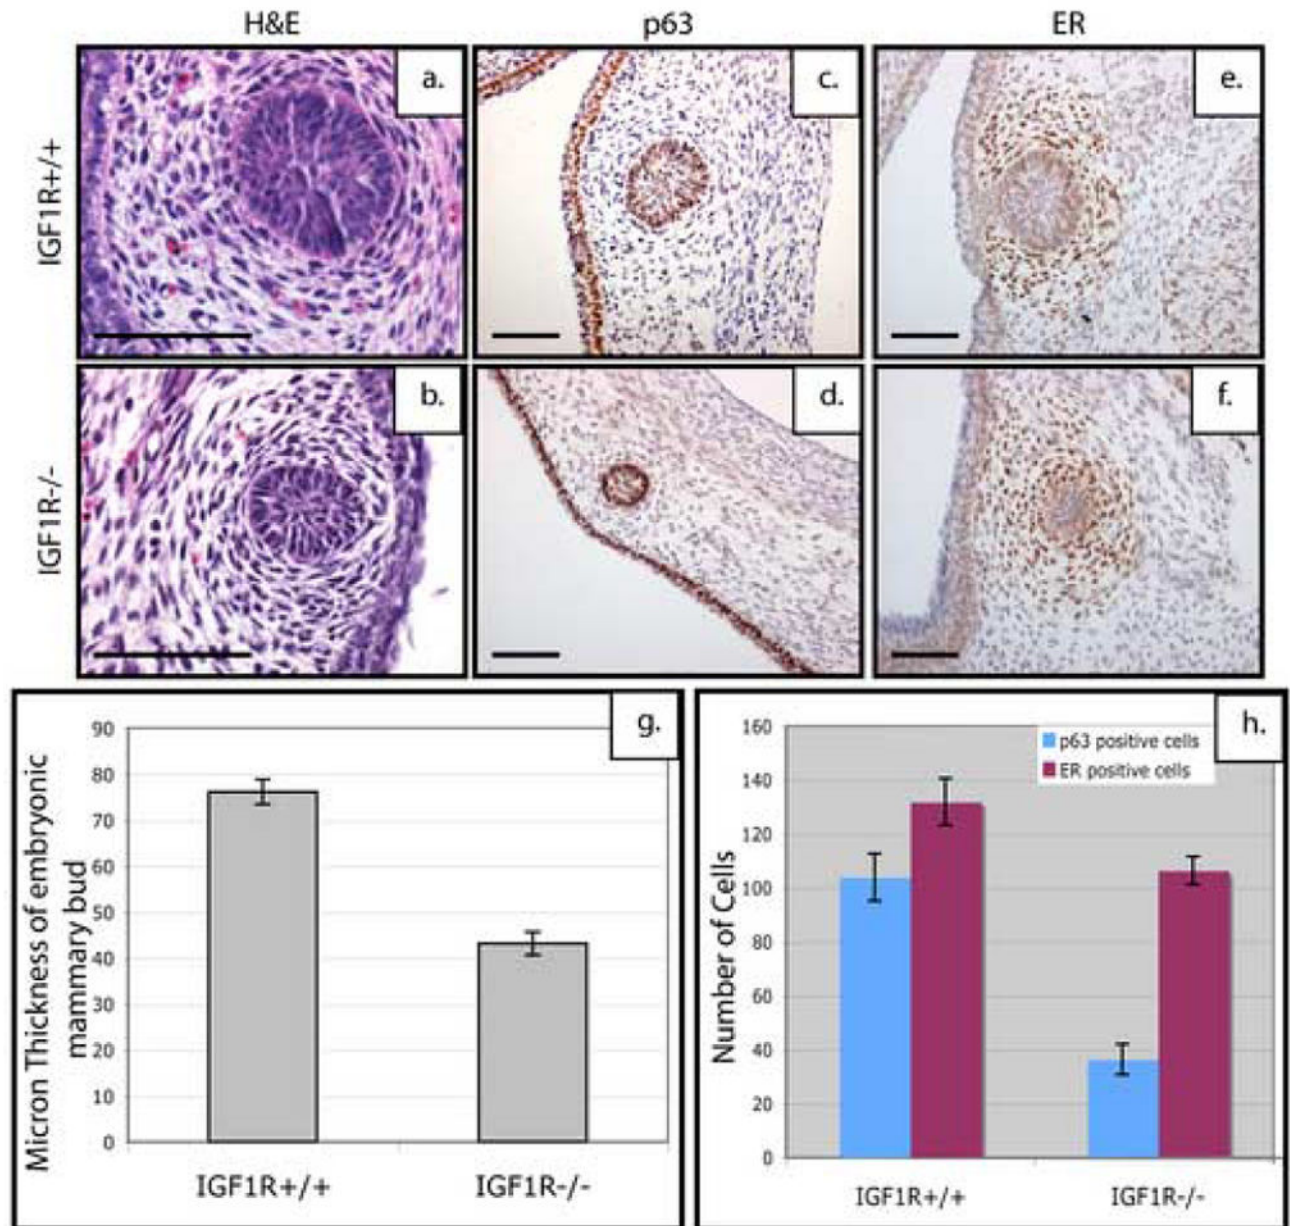 H&E p63 ER
IGF1R+/+
a. c. e.
IGF1R-/-
b. d. f.
g.
Micron Thickness of embryonic
mammary bud
90
80
70
60
50
40
30
20
10
0
IGF1R+/+ IGF1R-/-
h.
Number of Cells
160
140
120
100
80
60
40
20
0
p63 positive cells
ER positive cells
IGF1R+/+ IGF1R-/-